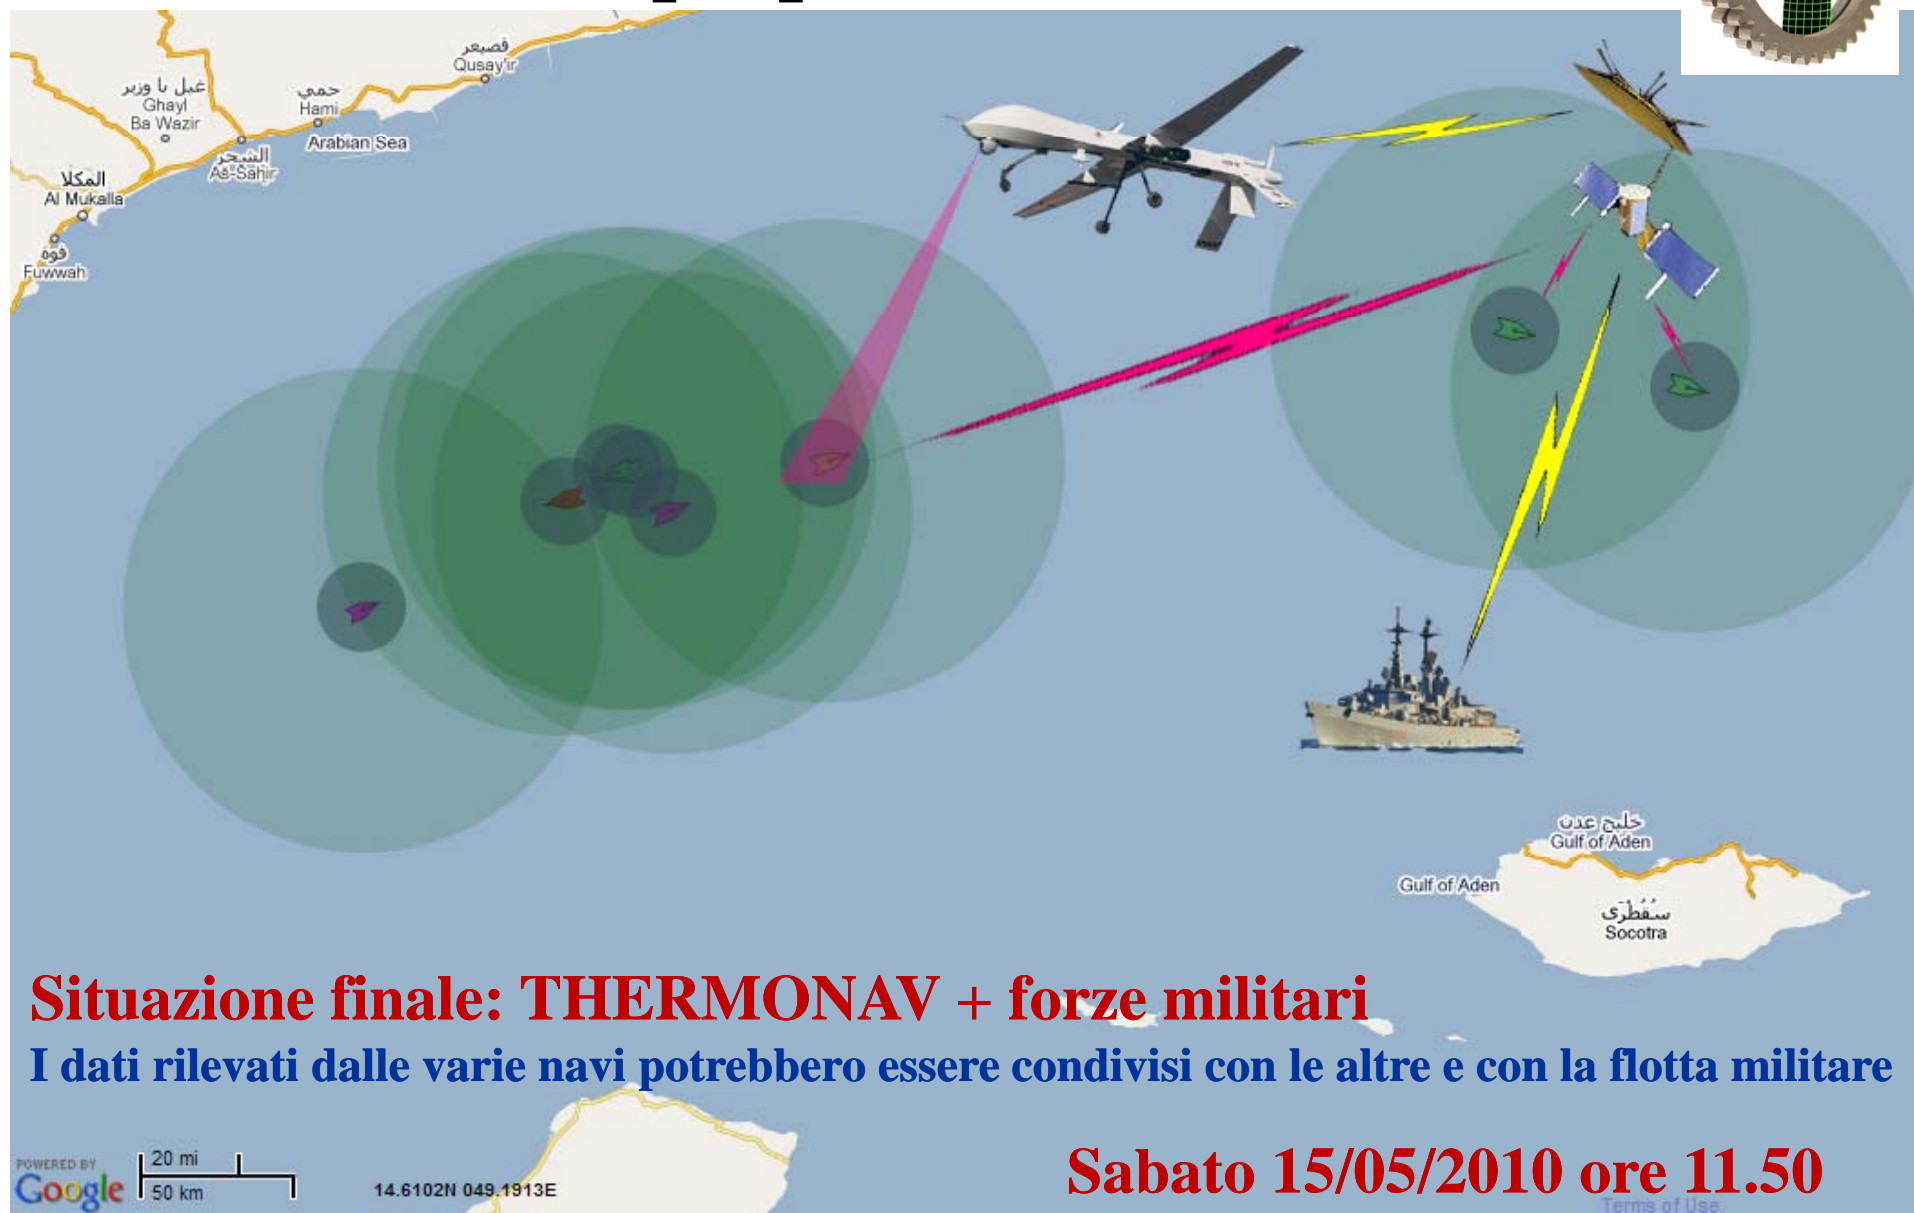 قصيعر
Qusay'ir
غيل با وزير
Ghayl
Ba Wazir
حمي
Hami
Arabian Sea
الشحر
As-Sahir
المكلا
Al Mukalla
فوة
Fuwwah
خليج عدن
Gulf of Aden
Gulf of Aden
سُقُطْرَى
Socotra
Situazione finale: THERMONAV + forze militari
I dati rilevati dalle varie navi potrebbero essere condivisi con le altre e con la flotta militare
POWERED BY
Google
20 mi
50 km
14.6102N 049.1913E
Sabato 15/05/2010 ore 11.50
Terms of Use